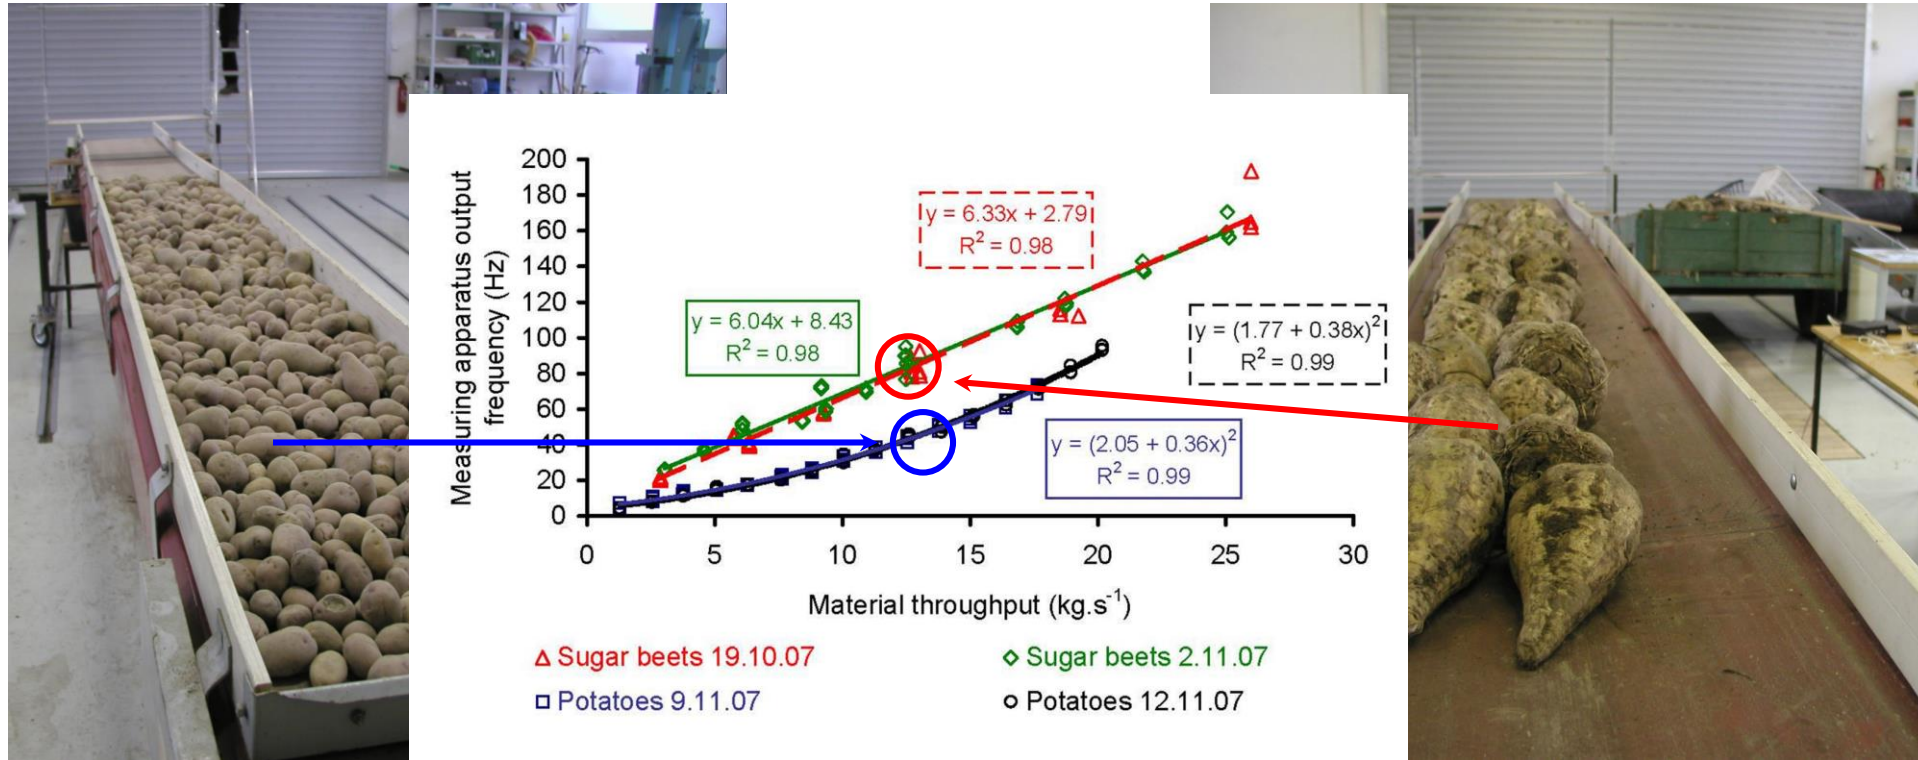 Measuring apparatus output
frequency (Hz)
200
180
160
140
120
100
80
60
40
20
0
0 5 10 15 20 25 30
y = 6.33x + 2.79
R² = 0.98
y = 6.04x + 8.43
R² = 0.98
y = (1.77 + 0.38x)²
R² = 0.99
y = (2.05 + 0.36x)²
R² = 0.99
Material throughput (kg.s⁻¹)
Sugar beets 19.10.07
Sugar beets 2.11.07
Potatoes 9.11.07
Potatoes 12.11.07